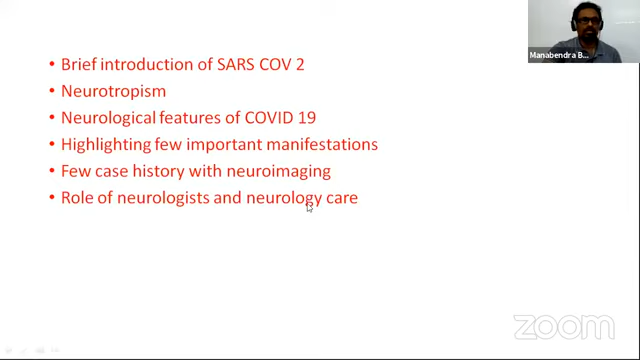 • Brief introduction of SARS COV 2
• Neurotropism
• Neurological features of COVID 19
• Highlighting few important manifestations
• Few case history with neuroimaging
• Role of neurologists and neurology care
Manabendra B...
zoom